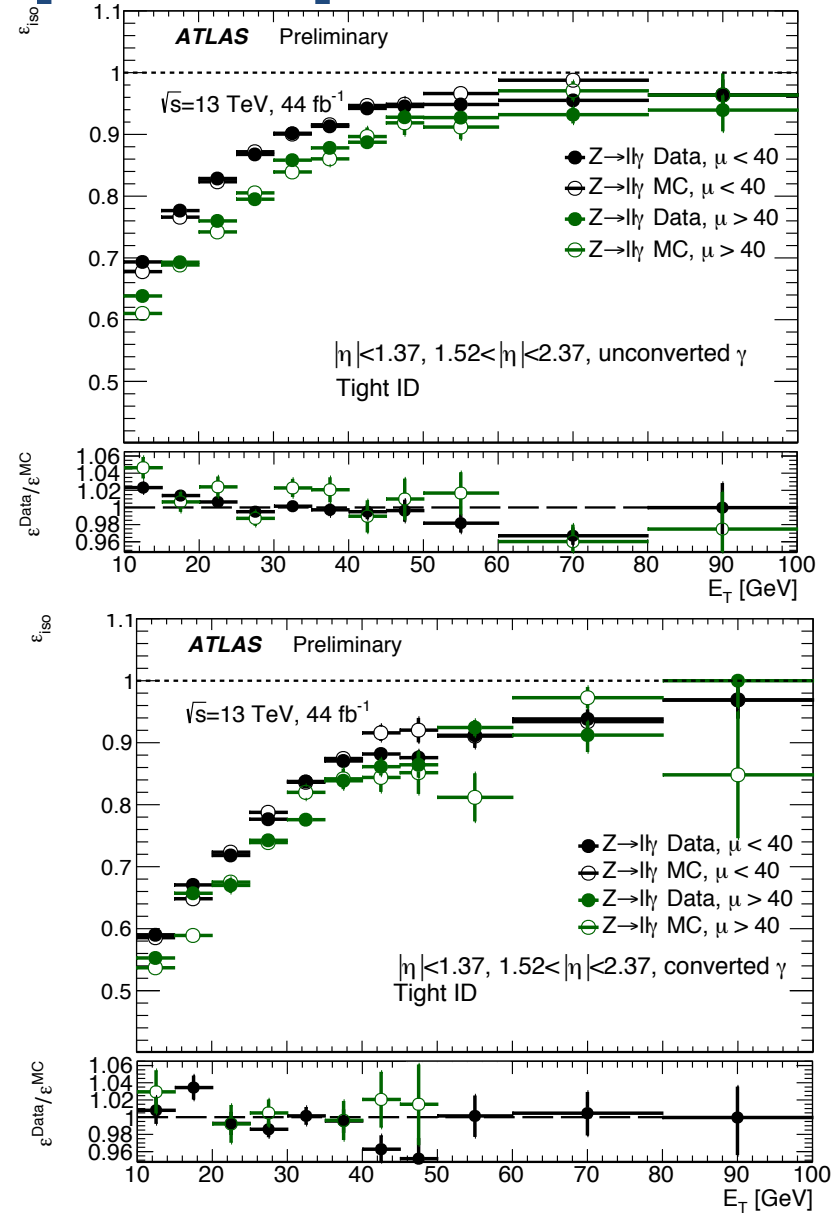 ε_iso
1.1
ATLAS Preliminary
1
√s=13 TeV, 44 fb⁻¹
0.9
Z→llγ Data, μ < 40
0.8
Z→llγ MC, μ < 40
Z→llγ Data, μ > 40
0.7
Z→llγ MC, μ > 40
0.6
|η|<1.37, 1.52<|η|<2.37, unconverted γ
0.5
Tight ID
ε^Data/ε^MC
1.06
1.04
1.02
1.00
0.98
0.96
10 20 30 40 50 60 70 80 90 100
E_T [GeV]
ε_iso
1.1
ATLAS Preliminary
1
√s=13 TeV, 44 fb⁻¹
0.9
0.8
Z→llγ Data, μ < 40
0.7
Z→llγ MC, μ < 40
Z→llγ Data, μ > 40
0.6
Z→llγ MC, μ > 40
|η|<1.37, 1.52<|η|<2.37, converted γ
0.5
Tight ID
ε^Data/ε^MC
1.06
1.04
1.02
1.00
0.98
0.96
10 20 30 40 50 60 70 80 90 100
E_T [GeV]